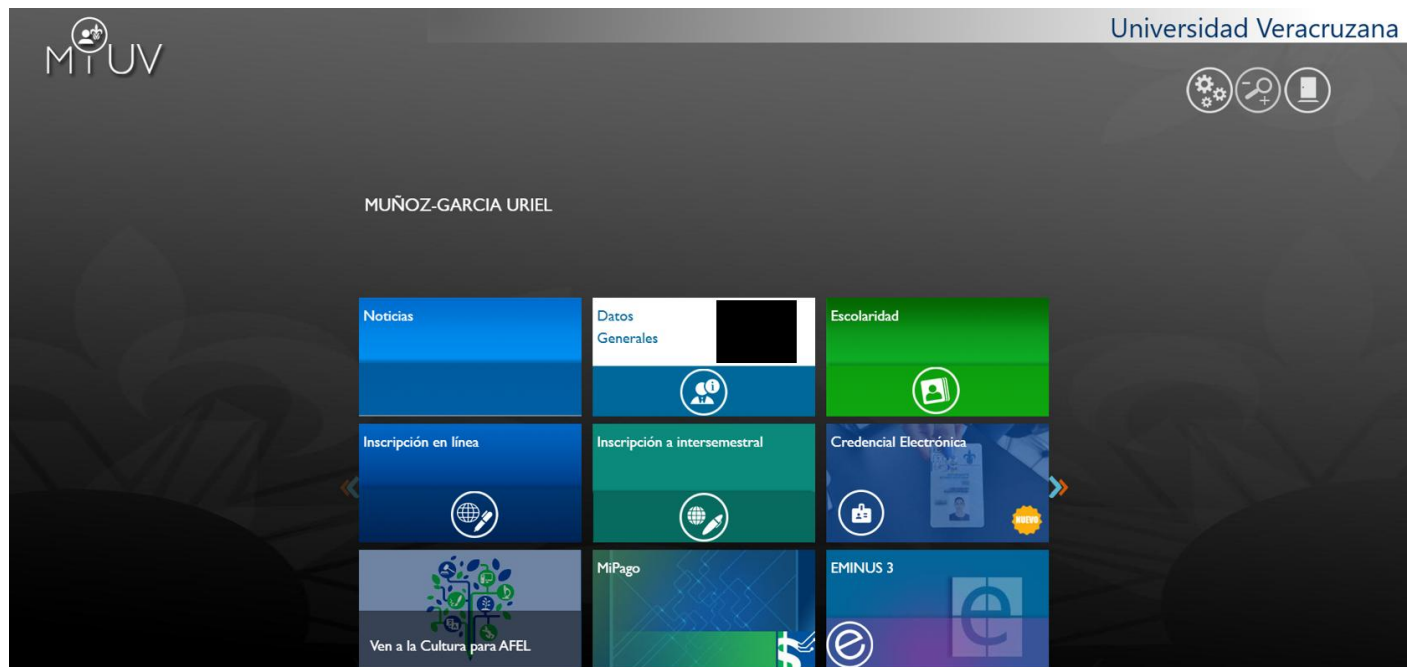 MiUV
Universidad Veracruzana
MUÑOZ-GARCIA URIEL
Noticias
Datos
Generales
Escolaridad
Inscripción en línea
Inscripción a intersemestral
Credencial Electrónica
NUEVO
Ven a la Cultura para AFEL
MiPago
EMINUS 3